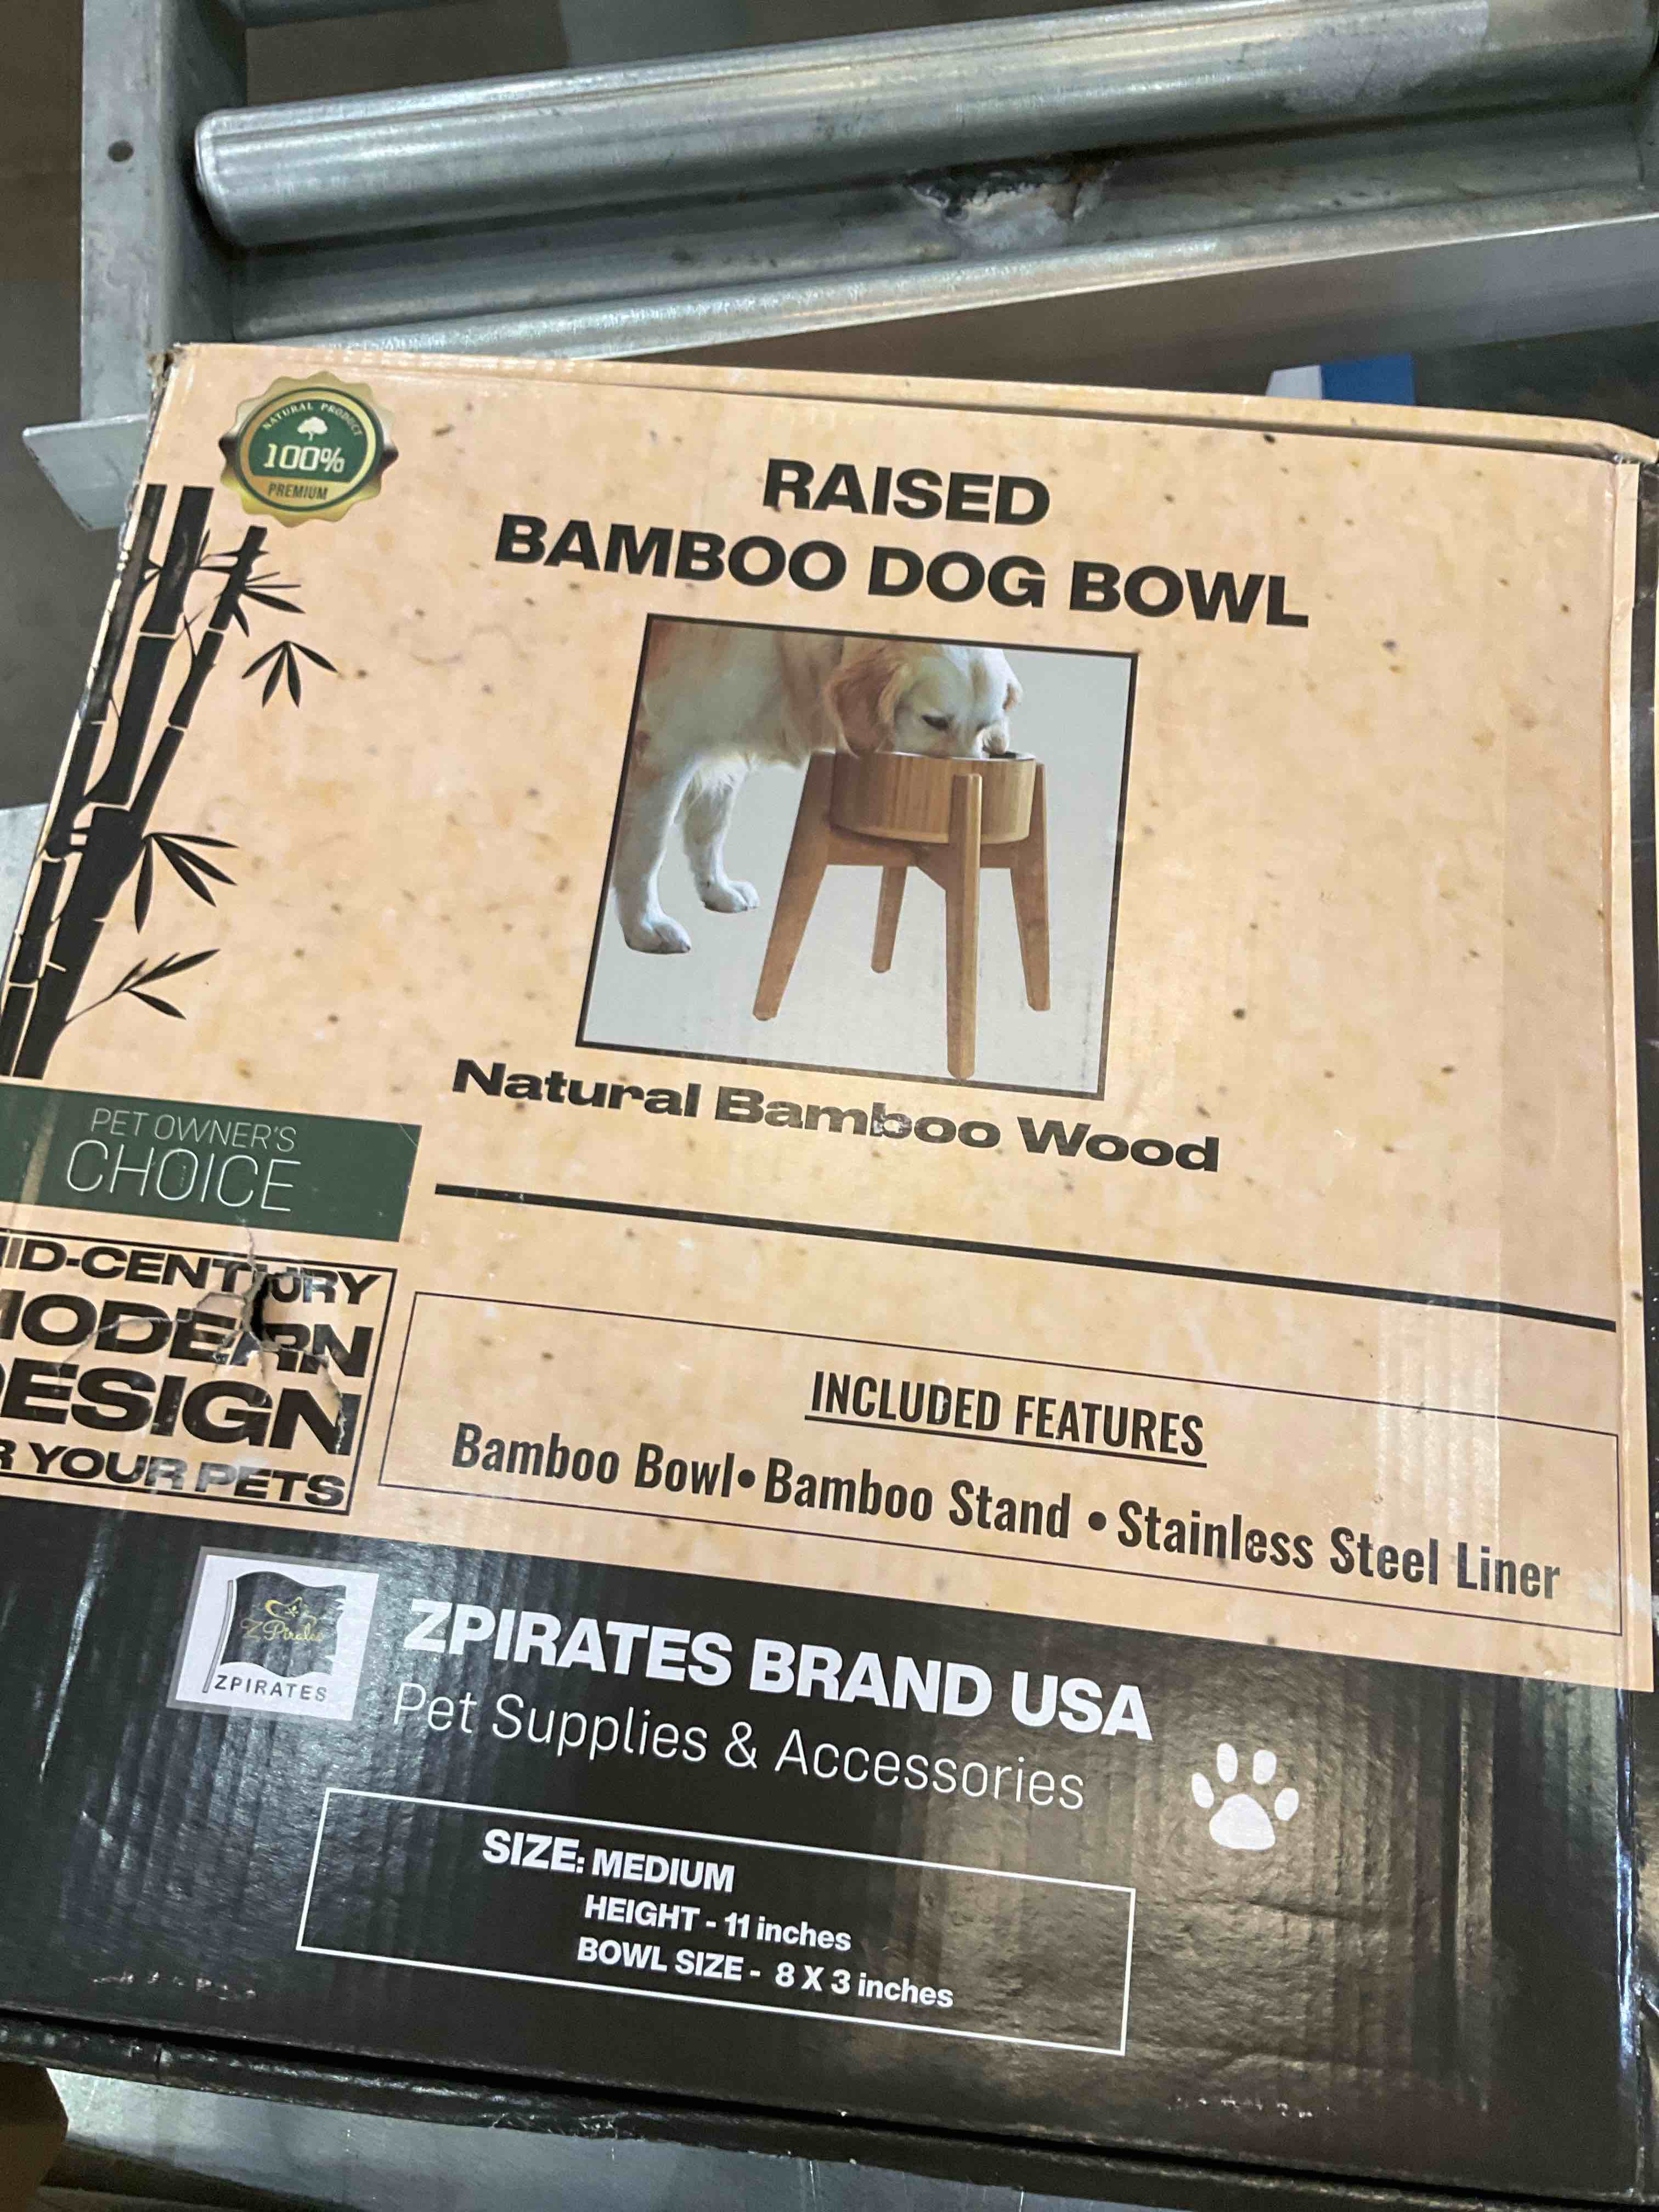 NATURAL PRODUCT
100%
PREMIUM
RAISED
BAMBOO DOG BOWL
Natural Bamboo Wood
PET OWNER'S
CHOICE
ID-CENTURY
MODERN
ESIGN
R YOUR PETS
INCLUDED FEATURES
Bamboo Bowl • Bamboo Stand • Stainless Steel Liner
Z Pirates
ZPIRATES
ZPIRATES BRAND USA
Pet Supplies & Accessories
SIZE: MEDIUM
HEIGHT - 11 inches
BOWL SIZE - 8 X 3 inches